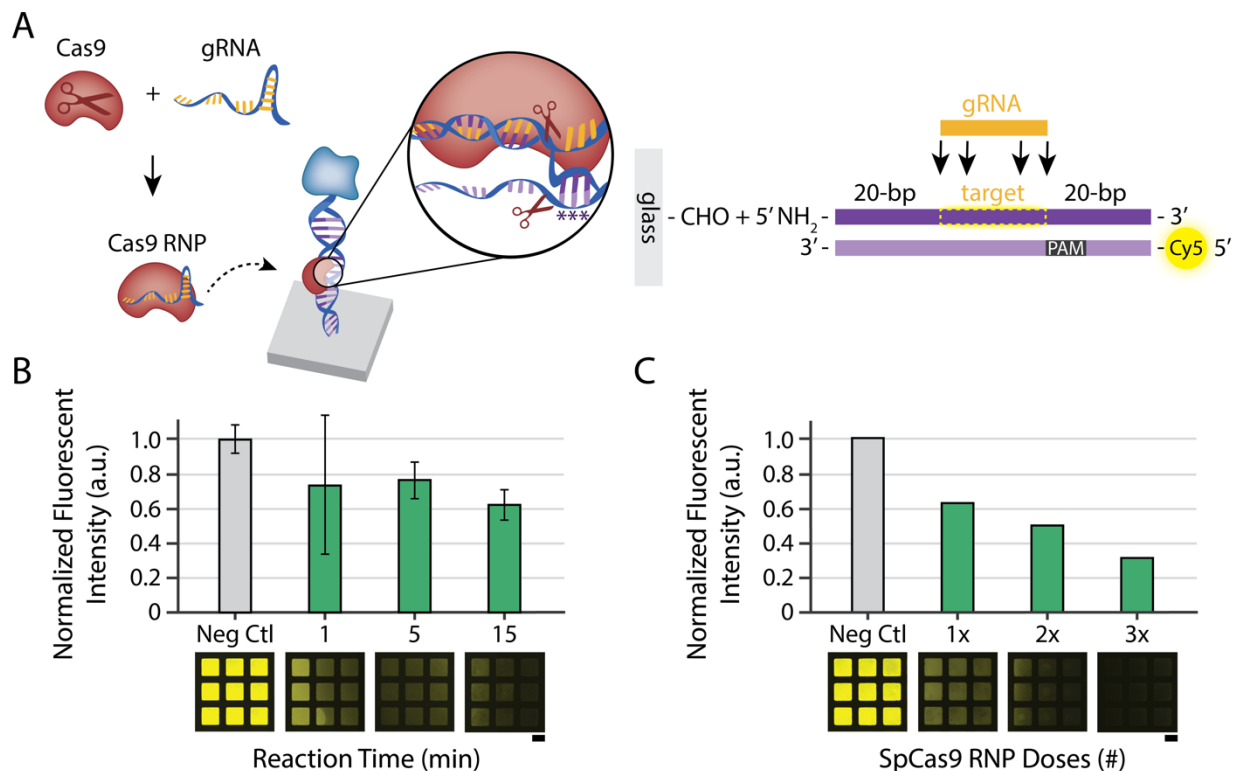 A
Cas9
gRNA
+
Cas9 RNP
***
glass
gRNA
20-bp target 20-bp
- CHO + 5′ NH2 - - 3′
3′ - PAM - Cy5 5′
B
Normalized Fluorescent
Intensity (a.u.)
1.0
0.8
0.6
0.4
0.2
0
Neg Ctl 1 5 15
Reaction Time (min)
C
Normalized Fluorescent
Intensity (a.u.)
1.0
0.8
0.6
0.4
0.2
0
Neg Ctl 1x 2x 3x
SpCas9 RNP Doses (#)